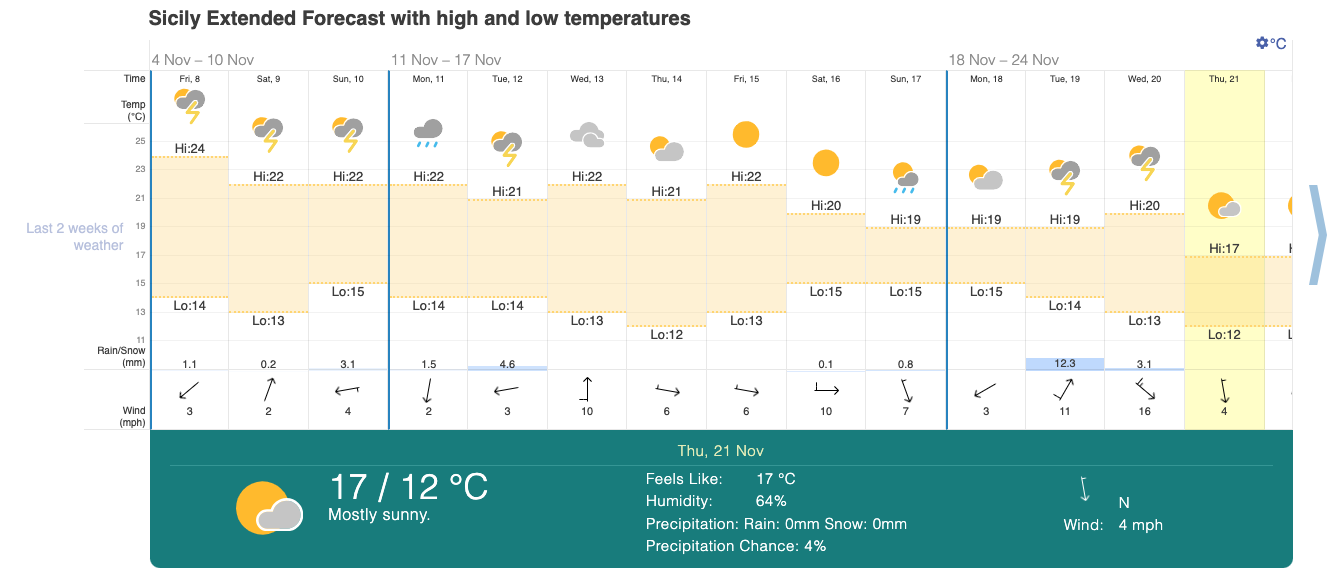 Sicily Extended Forecast with high and low temperatures
°C
4 Nov – 10 Nov 11 Nov – 17 Nov 18 Nov – 24 Nov
Time Fri, 8 Sat, 9 Sun, 10 Mon, 11 Tue, 12 Wed, 13 Thu, 14 Fri, 15 Sat, 16 Sun, 17 Mon, 18 Tue, 19 Wed, 20 Thu, 21
Temp
(°C)
25
Hi:24
23
Hi:22 Hi:22 Hi:22 Hi:21 Hi:22 Hi:21 Hi:22 Hi:20 Hi:19 Hi:19 Hi:19 Hi:20 Hi:17
21
19
Last 2 weeks of
weather
17
15
Lo:14 Lo:13 Lo:15 Lo:14 Lo:14 Lo:13 Lo:12 Lo:13 Lo:15 Lo:15 Lo:15 Lo:14 Lo:13 Lo:12
13
11
Rain/Snow
(mm) 1.1 0.2 3.1 1.5 4.6 0.1 0.8 12.3 3.1
Wind 3 2 4 2 3 10 6 6 10 7 3 11 16 4
(mph)
Thu, 21 Nov
17 / 12 °C
Mostly sunny.
Feels Like: 17 °C
Humidity: 64%
Precipitation: Rain: 0mm Snow: 0mm
Precipitation Chance: 4%
N
Wind: 4 mph